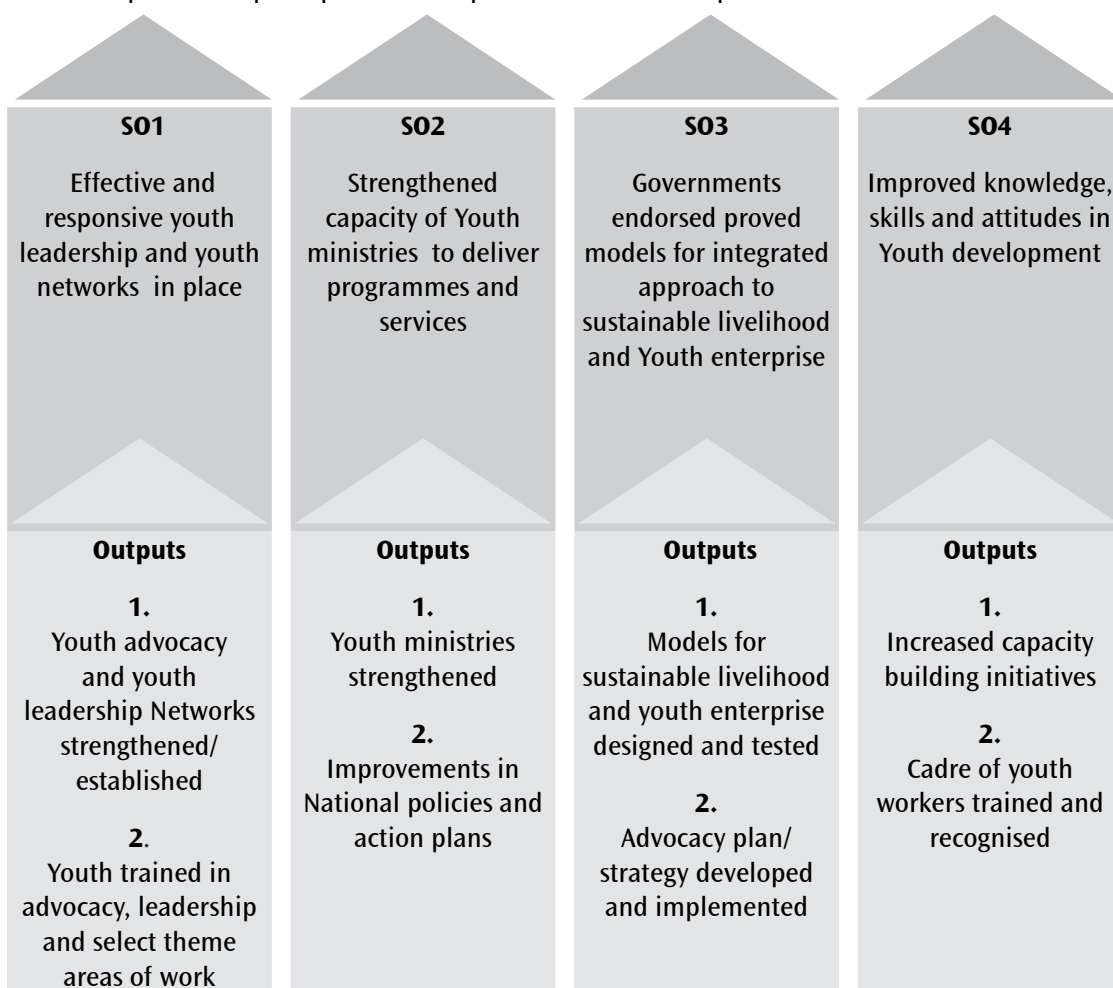 SO1
Effective and
responsive youth
leadership and youth
networks in place
SO2
Strengthened
capacity of Youth
ministries to deliver
programmes and
services
SO3
Governments
endorsed proved
models for integrated
approach to
sustainable livelihood
and Youth enterprise
SO4
Improved knowledge,
skills and attitudes in
Youth development
Outputs
1.
Youth advocacy
and youth
leadership Networks
strengthened/
established
2.
Youth trained in
advocacy, leadership
and select theme
areas of work
Outputs
1.
Youth ministries
strengthened
2.
Improvements in
National policies and
action plans
Outputs
1.
Models for
sustainable livelihood
and youth enterprise
designed and tested
2.
Advocacy plan/
strategy developed
and implemented
Outputs
1.
Increased capacity
building initiatives
2.
Cadre of youth
workers trained and
recognised